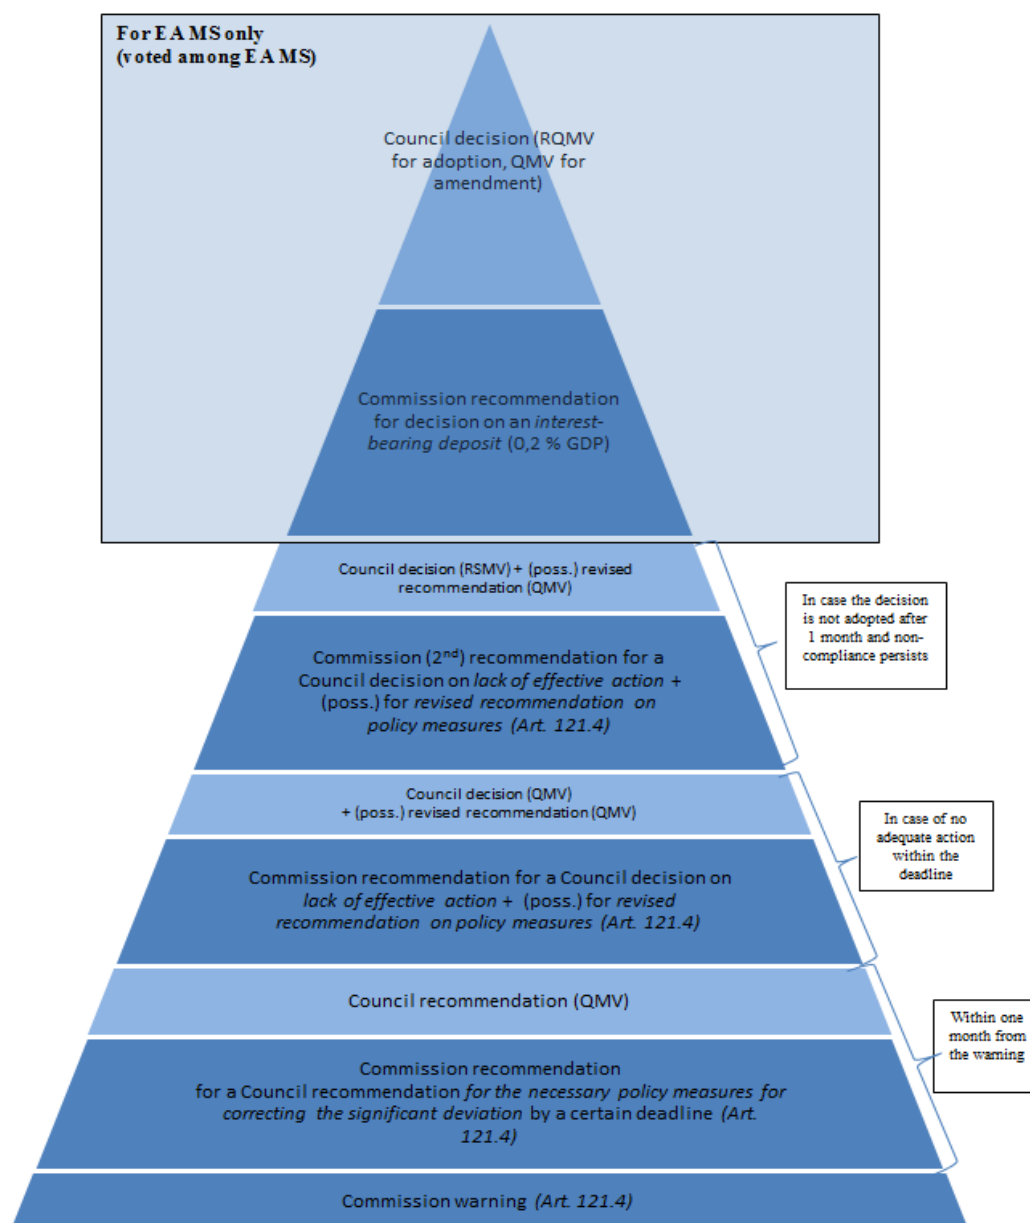 For EA MS only
(voted among EA MS)
Council decision (RQMV
for adoption, QMV for
amendment)
Commission recommendation
for decision on an interest-
bearing deposit (0,2 % GDP)
Council decision (RSMV) + (poss.) revised
recommendation (QMV)
In case the decision
is not adopted after
1 month and non-
compliance persists
Commission (2nd) recommendation for a
Council decision on lack of effective action +
(poss.) for revised recommendation on
policy measures (Art. 121.4)
Council decision (QMV)
+ (poss.) revised recommendation (QMV)
In case of no
adequate action
within the
deadline
Commission recommendation for a Council decision on
lack of effective action + (poss.) for revised
recommendation on policy measures (Art. 121.4)
Council recommendation (QMV)
Within one
month from
the warning
Commission recommendation
for a Council recommendation for the necessary policy measures for
correcting the significant deviation by a certain deadline (Art.
121.4)
Commission warning (Art. 121.4)